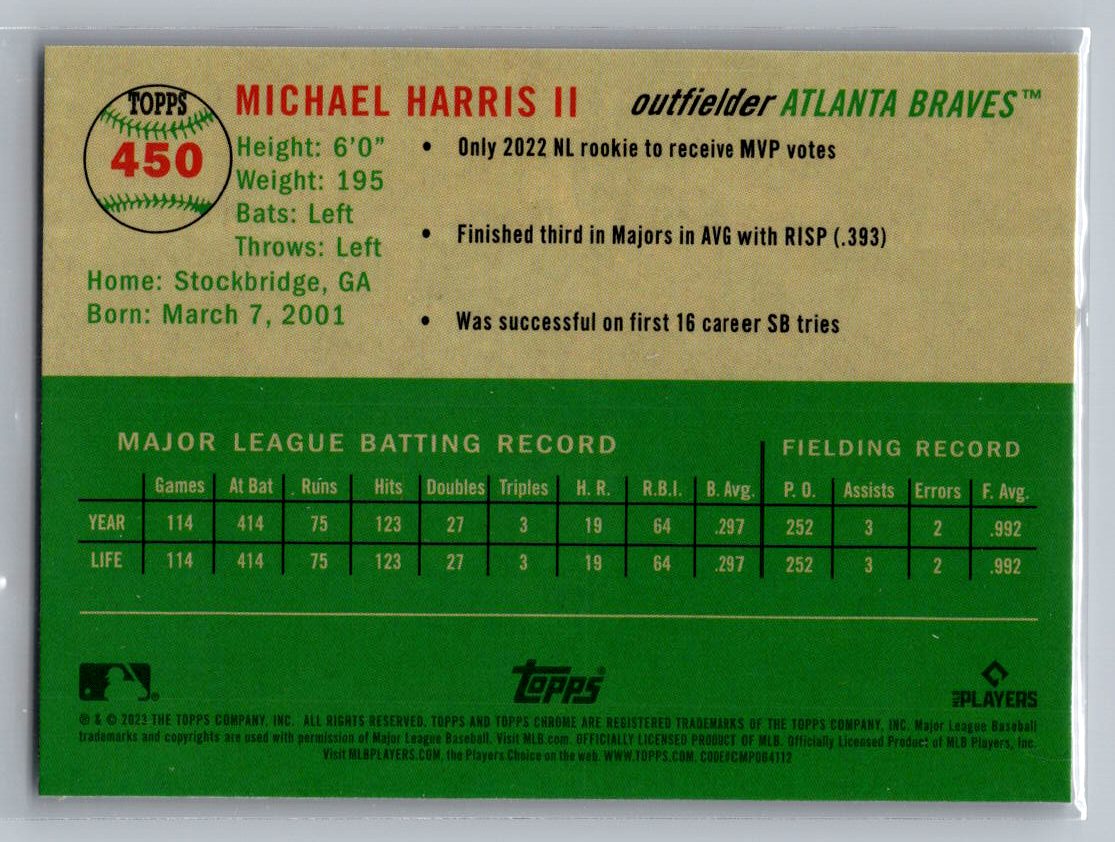 TOPPS
450
MICHAEL HARRIS II outfielder ATLANTA BRAVES™
Height: 6'0"
Weight: 195
Bats: Left
Throws: Left
Home: Stockbridge, GA
Born: March 7, 2001
• Only 2022 NL rookie to receive MVP votes
• Finished third in Majors in AVG with RISP (.393)
• Was successful on first 16 career SB tries
MAJOR LEAGUE BATTING RECORD FIELDING RECORD
Games At Bat Runs Hits Doubles Triples H. R. R.B.I. B. Avg. P. O. Assists Errors F. Avg.
YEAR 114 414 75 123 27 3 19 64 .297 252 3 2 .992
LIFE 114 414 75 123 27 3 19 64 .297 252 3 2 .992
Topps®
PLAYERS
® & © 2023 THE TOPPS COMPANY, INC. ALL RIGHTS RESERVED. TOPPS AND TOPPS CHROME ARE REGISTERED TRADEMARKS OF THE TOPPS COMPANY, INC. Major League Baseball
trademarks and copyrights are used with permission of Major League Baseball. Visit MLB.com. OFFICIALLY LICENSED PRODUCT OF MLB. Officially Licensed Product of MLB Players, Inc.
Visit MLBPLAYERS.COM, the Players Choice on the web. WWW.TOPPS.COM. CODE#CMP084112